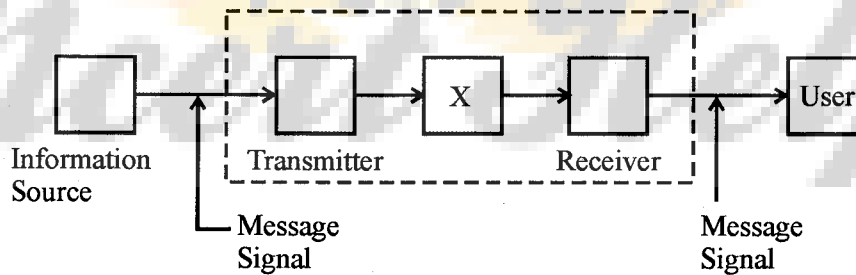 X
User
Information
Source
Transmitter
Receiver
Message
Signal
Message
Signal